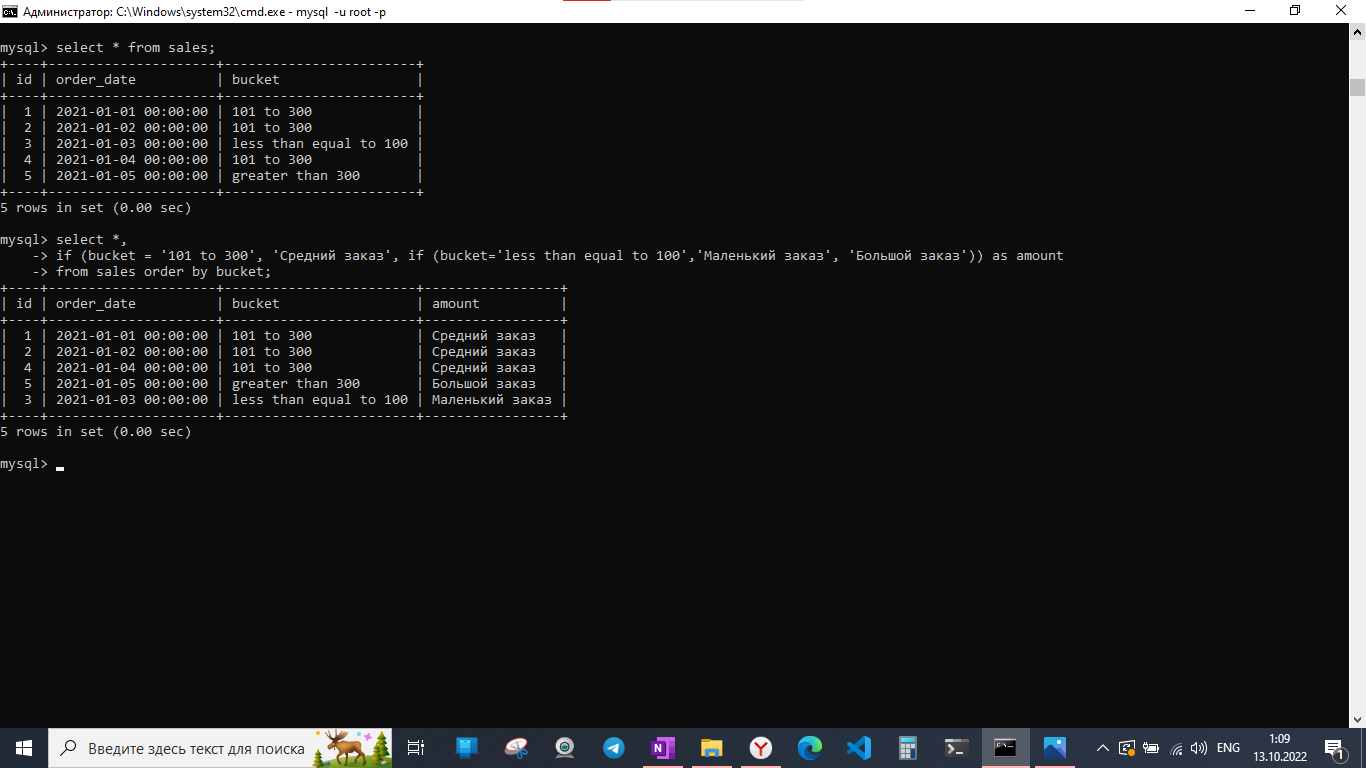 Администратор: C:\Windows\system32\cmd.exe - mysql  -u root -p
mysql> select * from sales;
+----+---------------------+------------------------+
| id | order_date          | bucket                 |
+----+---------------------+------------------------+
|  1 | 2021-01-01 00:00:00 | 101 to 300             |
|  2 | 2021-01-02 00:00:00 | 101 to 300             |
|  3 | 2021-01-03 00:00:00 | less than equal to 100 |
|  4 | 2021-01-04 00:00:00 | 101 to 300             |
|  5 | 2021-01-05 00:00:00 | greater than 300       |
+----+---------------------+------------------------+
5 rows in set (0.00 sec)
mysql> select *,
    -> if (bucket = '101 to 300', 'Средний заказ', if (bucket='less than equal to 100','Маленький заказ', 'Большой заказ')) as amount
    -> from sales order by bucket;
+----+---------------------+------------------------+-----------------+
| id | order_date          | bucket                 | amount          |
+----+---------------------+------------------------+-----------------+
|  1 | 2021-01-01 00:00:00 | 101 to 300             | Средний заказ   |
|  2 | 2021-01-02 00:00:00 | 101 to 300             | Средний заказ   |
|  4 | 2021-01-04 00:00:00 | 101 to 300             | Средний заказ   |
|  5 | 2021-01-05 00:00:00 | greater than 300       | Большой заказ   |
|  3 | 2021-01-03 00:00:00 | less than equal to 100 | Маленький заказ |
+----+---------------------+------------------------+-----------------+
5 rows in set (0.00 sec)
mysql>
Введите здесь текст для поиска
ENG
1:09
13.10.2022
1